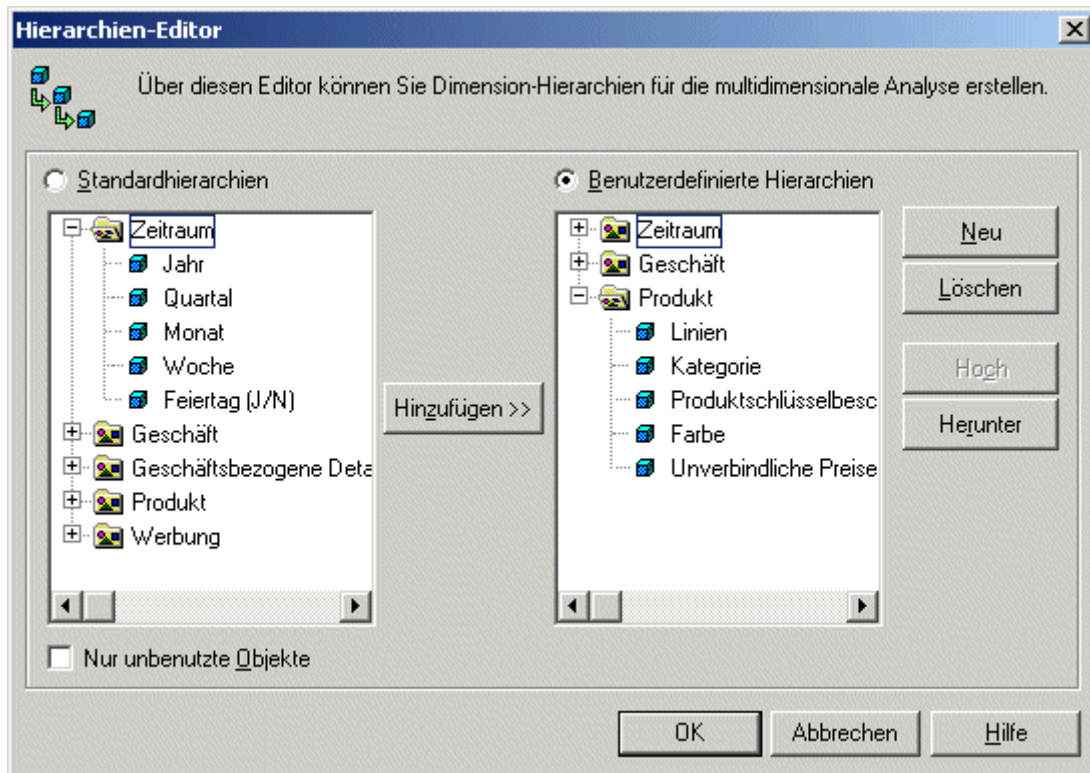 Hierarchien-Editor
Über diesen Editor können Sie Dimension-Hierarchien für die multidimensionale Analyse erstellen.
Standardhierarchien
Zeitraum
Jahr
Quartal
Monat
Woche
Feiertag (J/N)
Geschäft
Geschäftsbezogene Deta
Produkt
Werbung
Nur unbenutzte Objekte
Hinzufügen >>
Benutzerdefinierte Hierarchien
Zeitraum
Geschäft
Produkt
Linien
Kategorie
Produktschlüsselbesc
Farbe
Unverbindliche Preise
Neu
Löschen
Hoch
Herunter
OK
Abbrechen
Hilfe